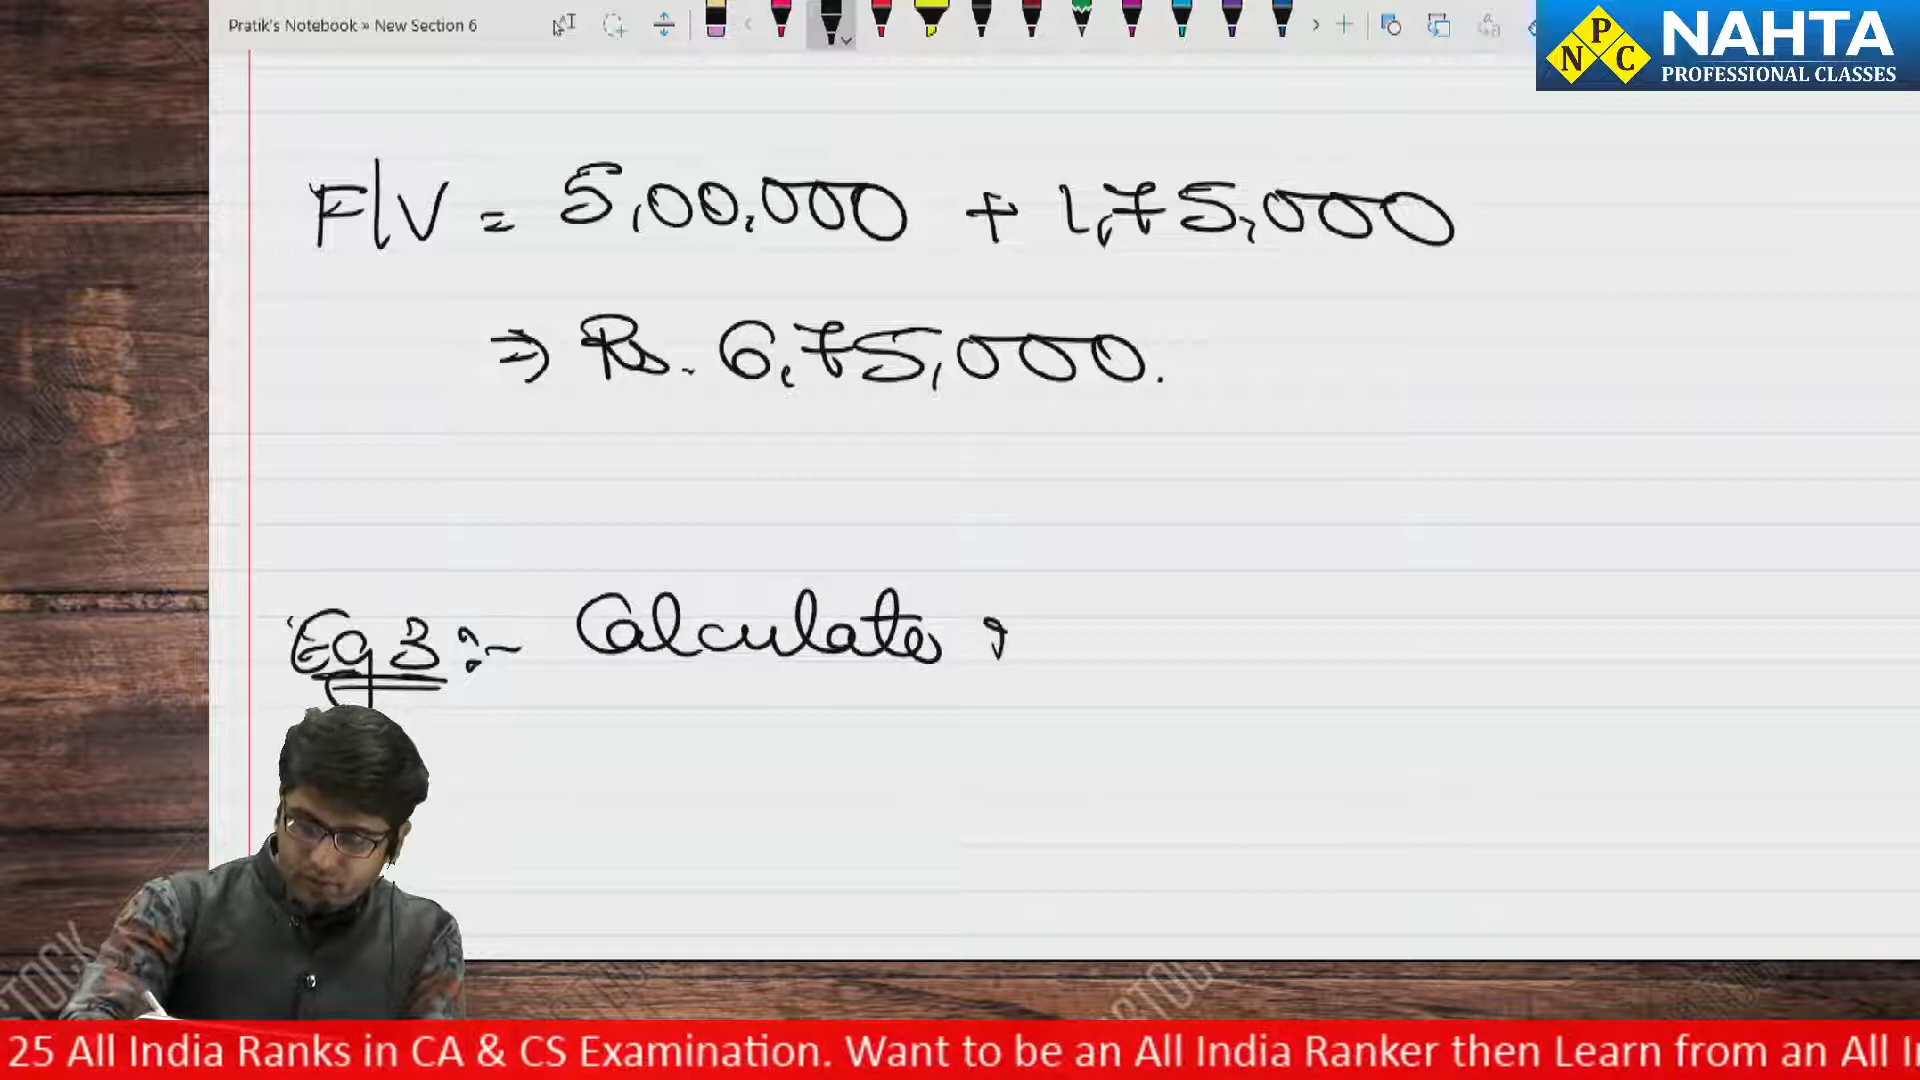 Pratik's Notebook » New Section 6
NPC
NAHTA
PROFESSIONAL CLASSES
F/V = 5,00,000 + 1,75,000
⇒ Rs. 6,75,000.
Eg 3 :- Calculate
25 All India Ranks in CA & CS Examination. Want to be an All India Ranker then Learn from an All